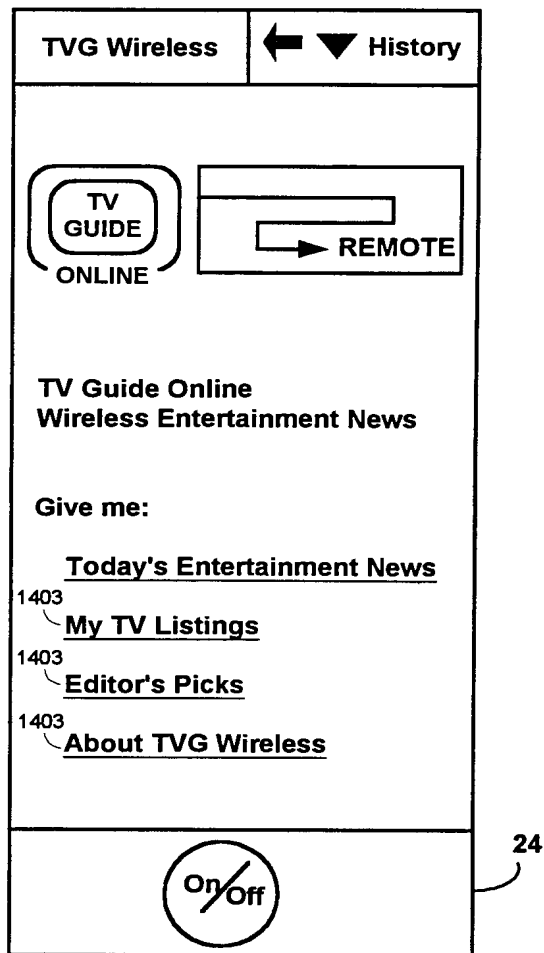 TVG Wireless
History
TV
GUIDE
ONLINE
REMOTE
TV Guide Online
Wireless Entertainment News
Give me:
Today's Entertainment News
1403
My TV Listings
1403
Editor's Picks
1403
About TVG Wireless
On/Off
24